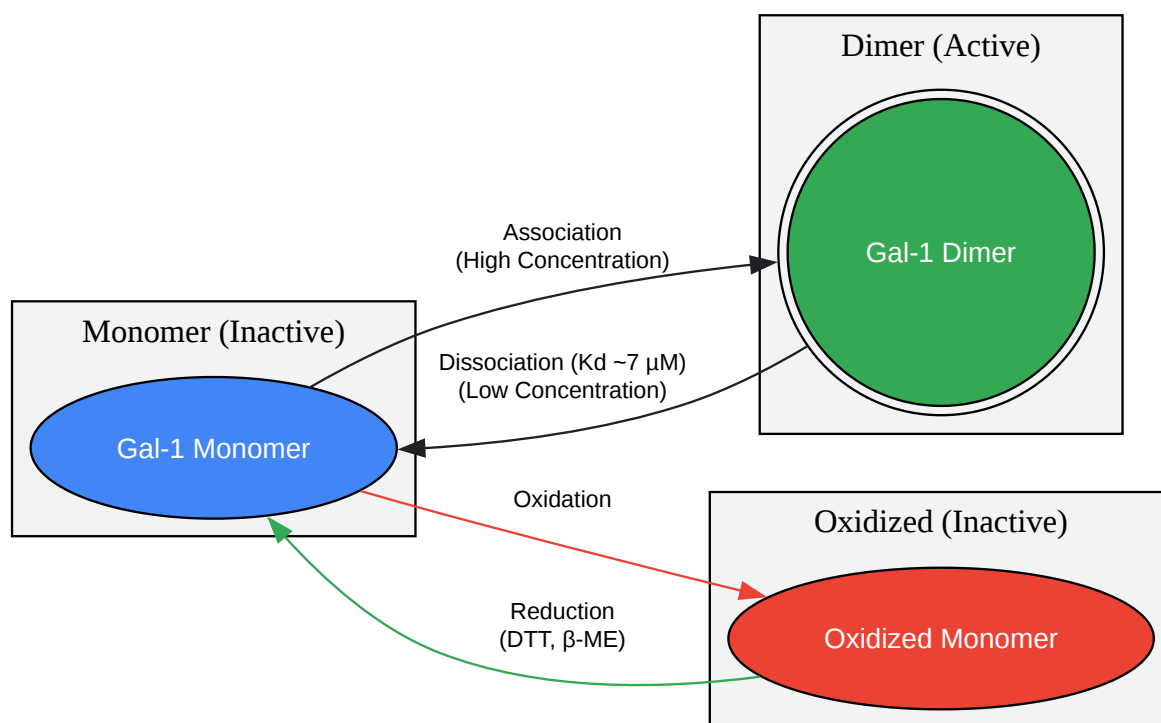 Dimer (Active)
Gal-1 Dimer
Association
(High Concentration)
Monomer (Inactive)
Dissociation (Kd ~7 µM)
(Low Concentration)
Gal-1 Monomer
Oxidation
Oxidized (Inactive)
Reduction
(DTT, β-ME)
Oxidized Monomer